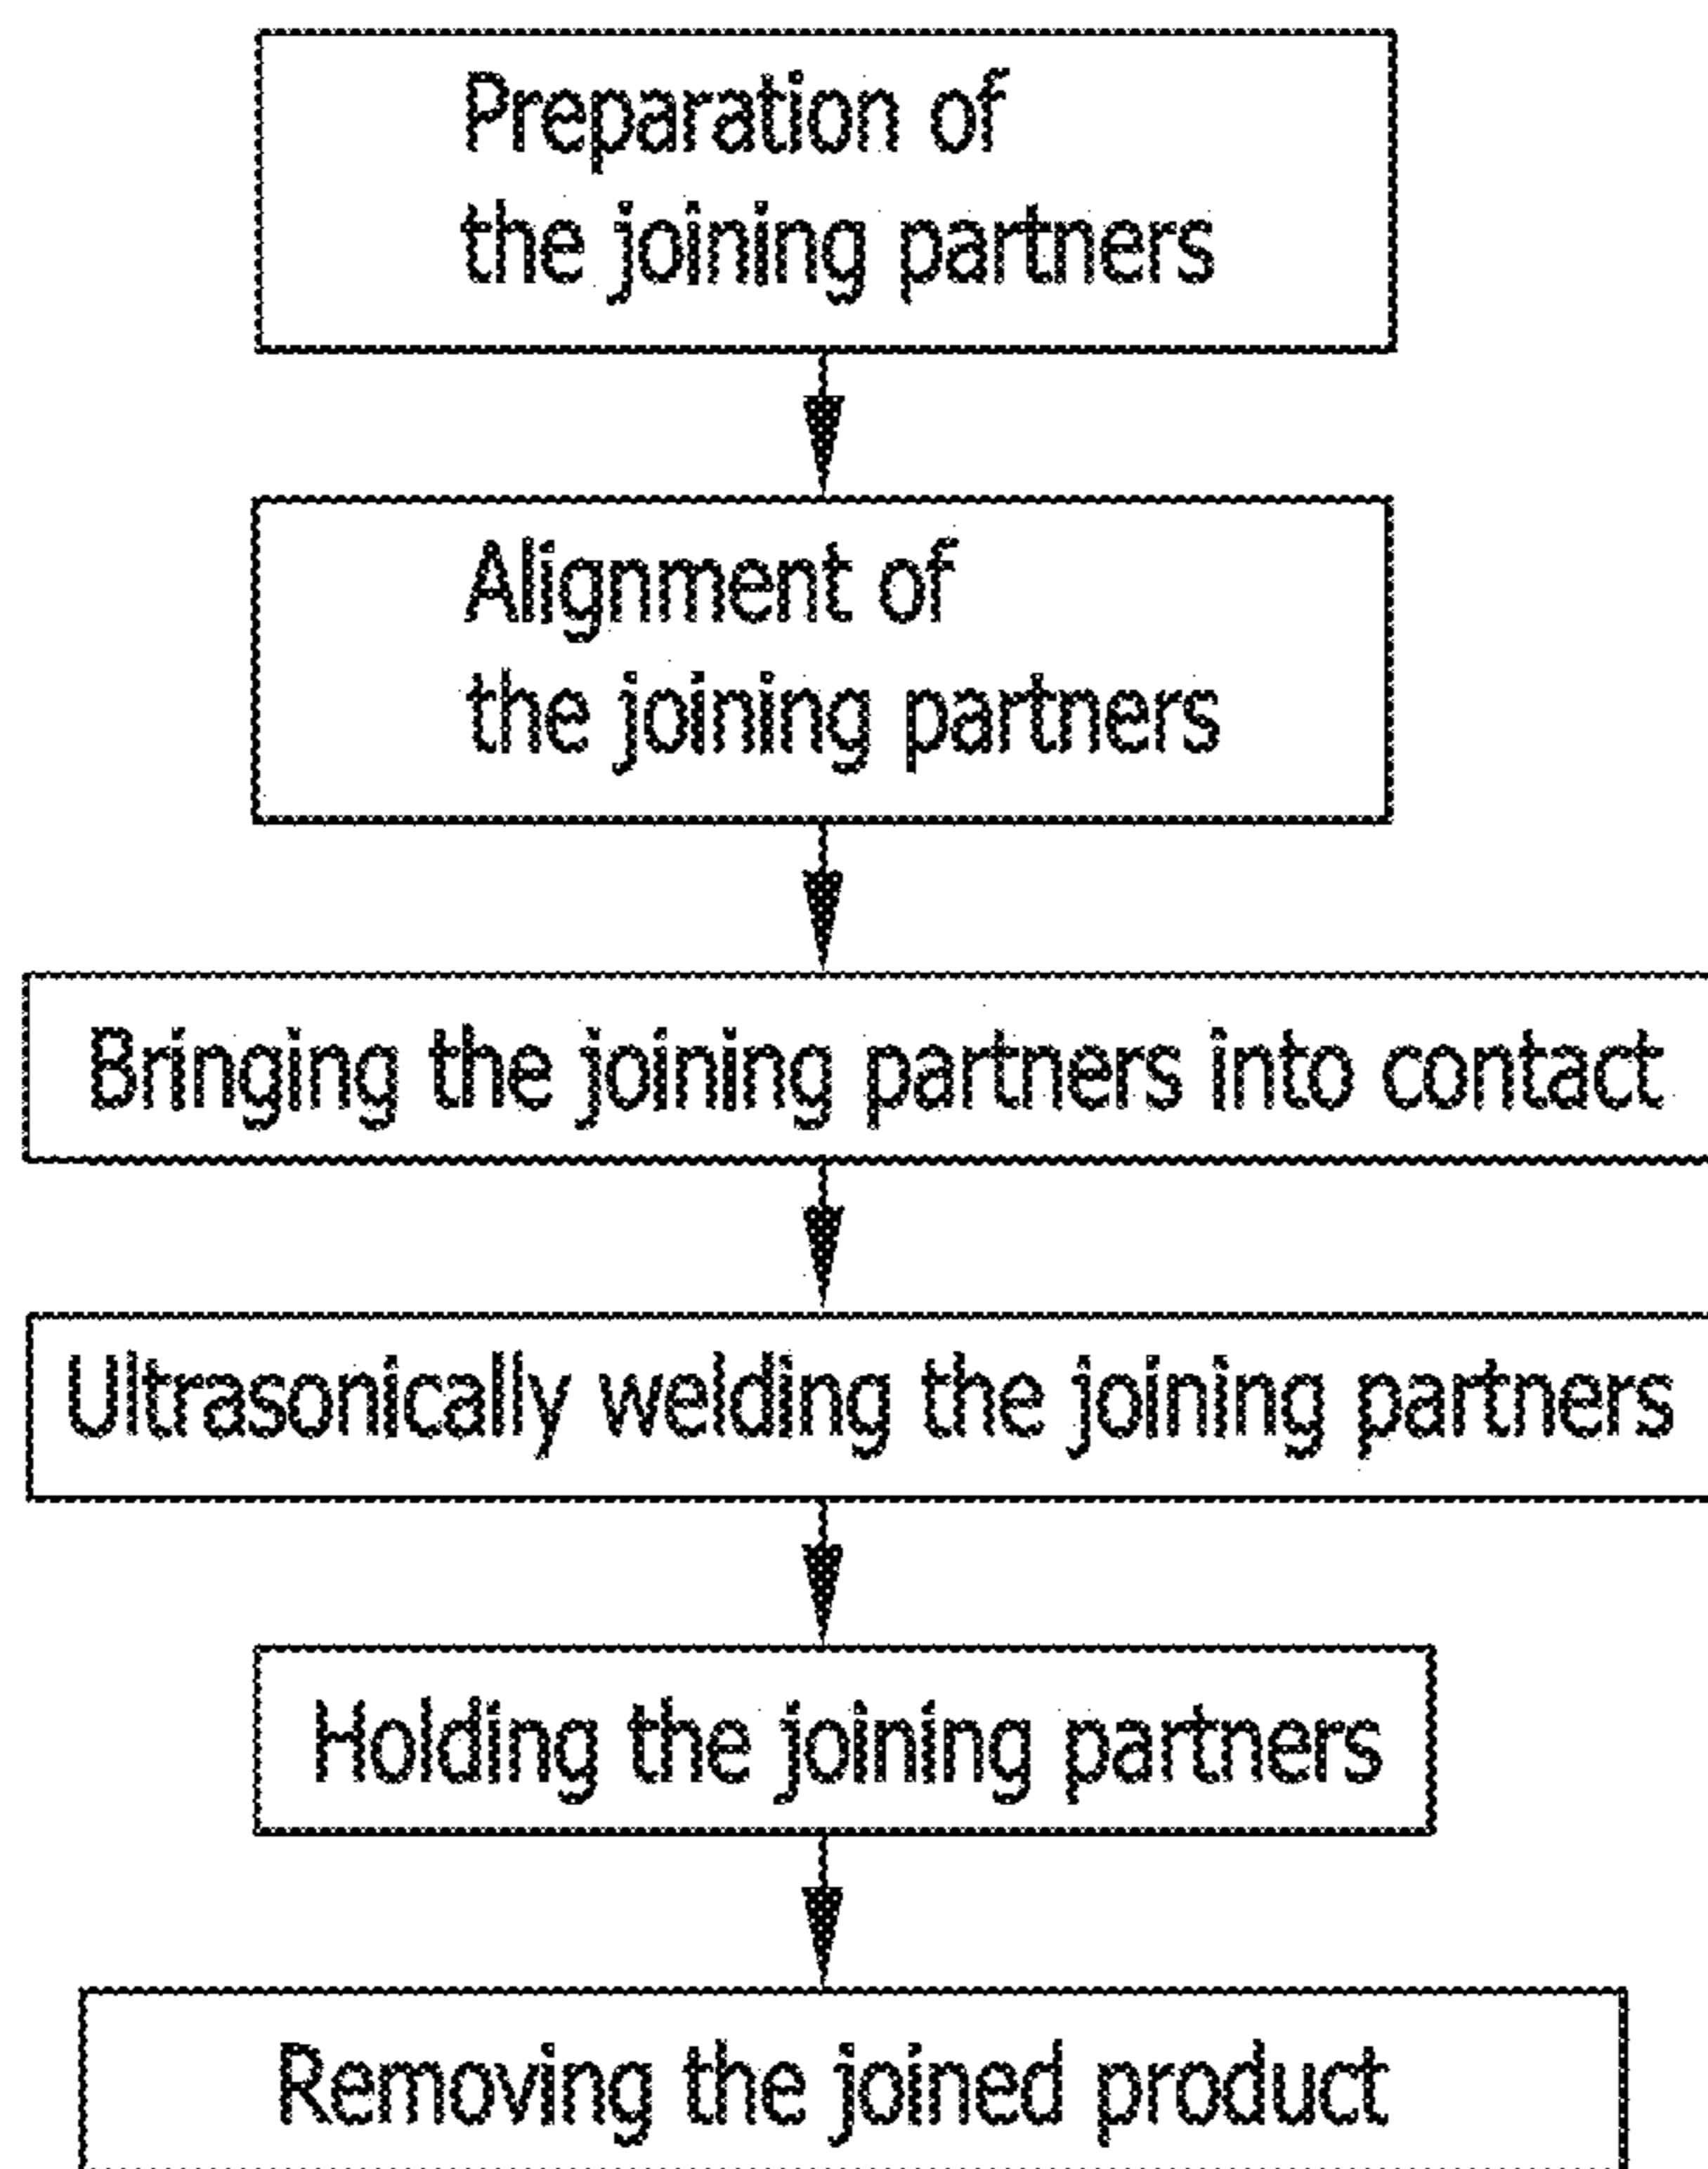 Preparation of
the joining partners
Alignment of
the joining partners
Bringing the joining partners into contact
Ultrasonically welding the joining partners
Holding the joining partners
Removing the joined product